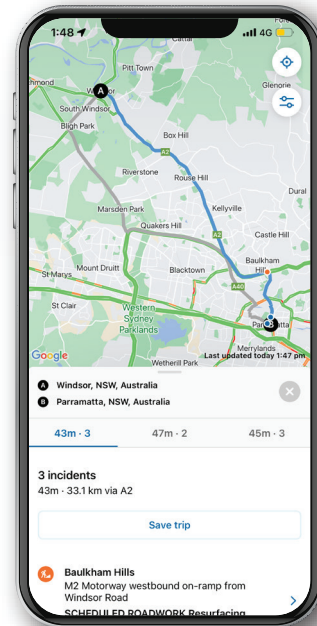 1:48
4G
Cattai
Pitt Town
Glenorie
South Windsor
Bligh Park
Box Hill
A2
Riverstone
Rouse Hill
Dural
Marsden Park
Kellyville
Quakers Hill
A2
Castle Hill
Baulkham
Mount Druitt
Blacktown
St Marys
A40
St Clair
Western
Sydney
Parklands
Merrylands
Google
Last updated today 1:47 pm
Wetherill Park
A Windsor, NSW, Australia
B Parramatta, NSW, Australia
43m · 3
47m · 2
45m · 3
3 incidents
43m · 33.1 km via A2
Save trip
Baulkham Hills
M2 Motorway westbound on-ramp from
Windsor Road
SCHEDULED ROADWORK Resurfacing